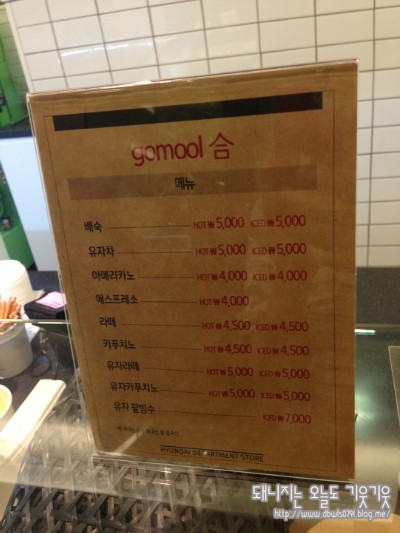 gomool 슴
메뉴
배숙 HOT ₩5,000 ICED ₩5,000
유자차 HOT ₩5,000 ICED ₩5,000
아메리카노 HOT ₩4,000 ICED ₩4,000
에스프레소 HOT ₩4,000
라떼 HOT ₩4,500 ICED ₩4,500
카푸치노 HOT ₩4,500 ICED ₩4,500
유자라떼 HOT ₩5,000 ICED ₩5,000
유자카푸치노 HOT ₩5,000 ICED ₩5,000
유자 팥빙수 ICED ₩7,000
HYUNDAI DEPARTMENT STORE
돼지는 오늘도 기웃기웃
http://www.dbwls0791.blog.me/